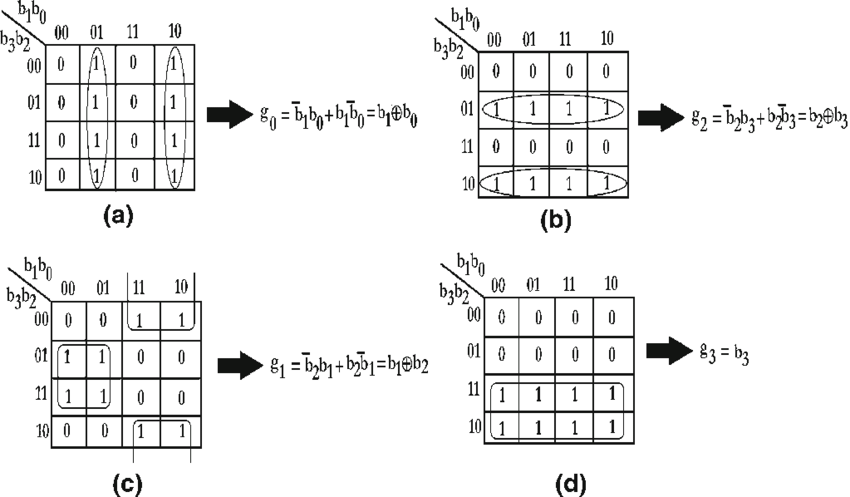 b₁b₀
b₃b₂
00 01 11 10
00 0 1 0 1
01 0 1 0 1
11 0 1 0 1
10 0 1 0 1
g₀ = b̅₁b₀+b₁b̅₀=b₁⊕b₀
(a)
b₁b₀
b₃b₂
00 01 11 10
00 0 0 0 0
01 1 1 1 1
11 0 0 0 0
10 1 1 1 1
g₂ = b̅₂b₃+b₂b̅₃=b₂⊕b₃
(b)
b₁b₀
b₃b₂
00 01 11 10
00 0 0 1 1
01 1 1 0 0
11 1 1 0 0
10 0 0 1 1
g₁ = b̅₂b₁+b₂b̅₁=b₁⊕b₂
(c)
b₁b₀
b₃b₂
00 01 11 10
00 0 0 0 0
01 0 0 0 0
11 1 1 1 1
10 1 1 1 1
g₃ = b₃
(d)